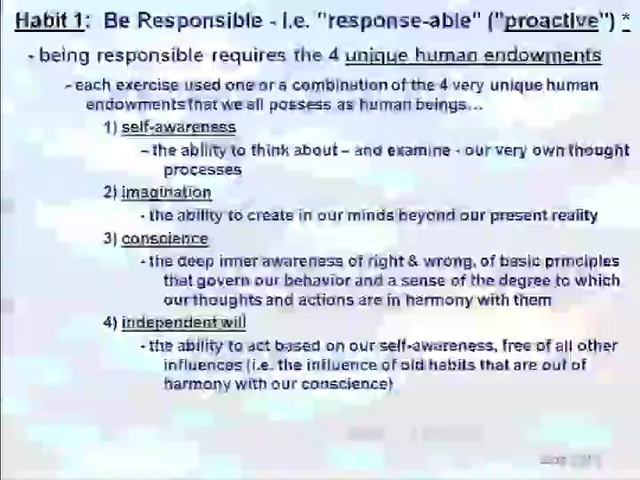 Habit 1: Be Responsible - i.e. "response-able" ("proactive") *
- being responsible requires the 4 unique human endowments
- each exercise used one or a combination of the 4 very unique human
endowments that we all possess as human beings...
1) self-awareness
– the ability to think about – and examine - our very own thought
processes
2) imagination
- the ability to create in our minds beyond our present reality
3) conscience
- the deep inner awareness of right & wrong, of basic principles
that govern our behavior and a sense of the degree to which
our thoughts and actions are in harmony with them
4) independent will
- the ability to act based on our self-awareness, free of all other
influences (i.e. the influence of old habits that are out of
harmony with our conscience)